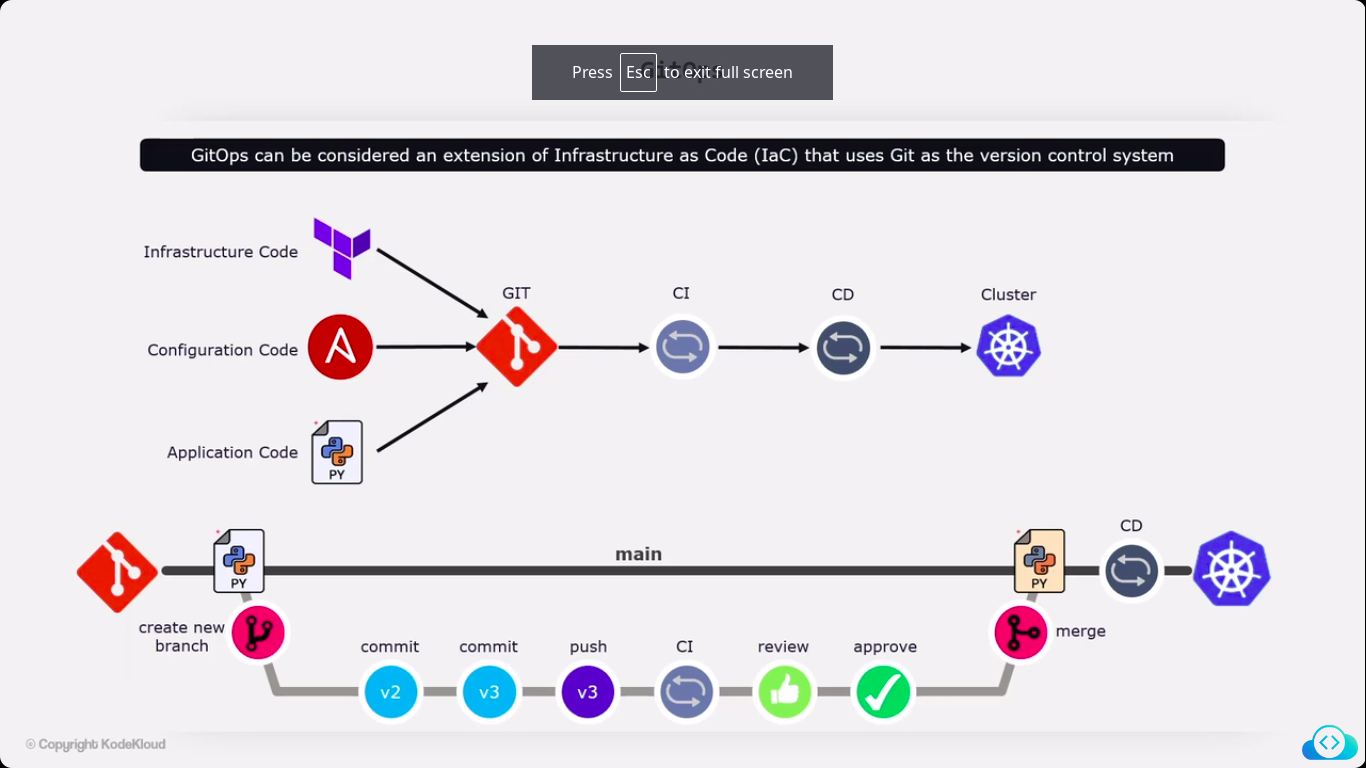 GitOps
Press Esc to exit full screen
GitOps can be considered an extension of Infrastructure as Code (IaC) that uses Git as the version control system
Infrastructure Code
GIT
CI
CD
Cluster
Configuration Code
Application Code
PY
main
CD
PY
PY
create new
branch
merge
commit
commit
push
CI
review
approve
v2
v3
v3
© Copyright KodeKloud